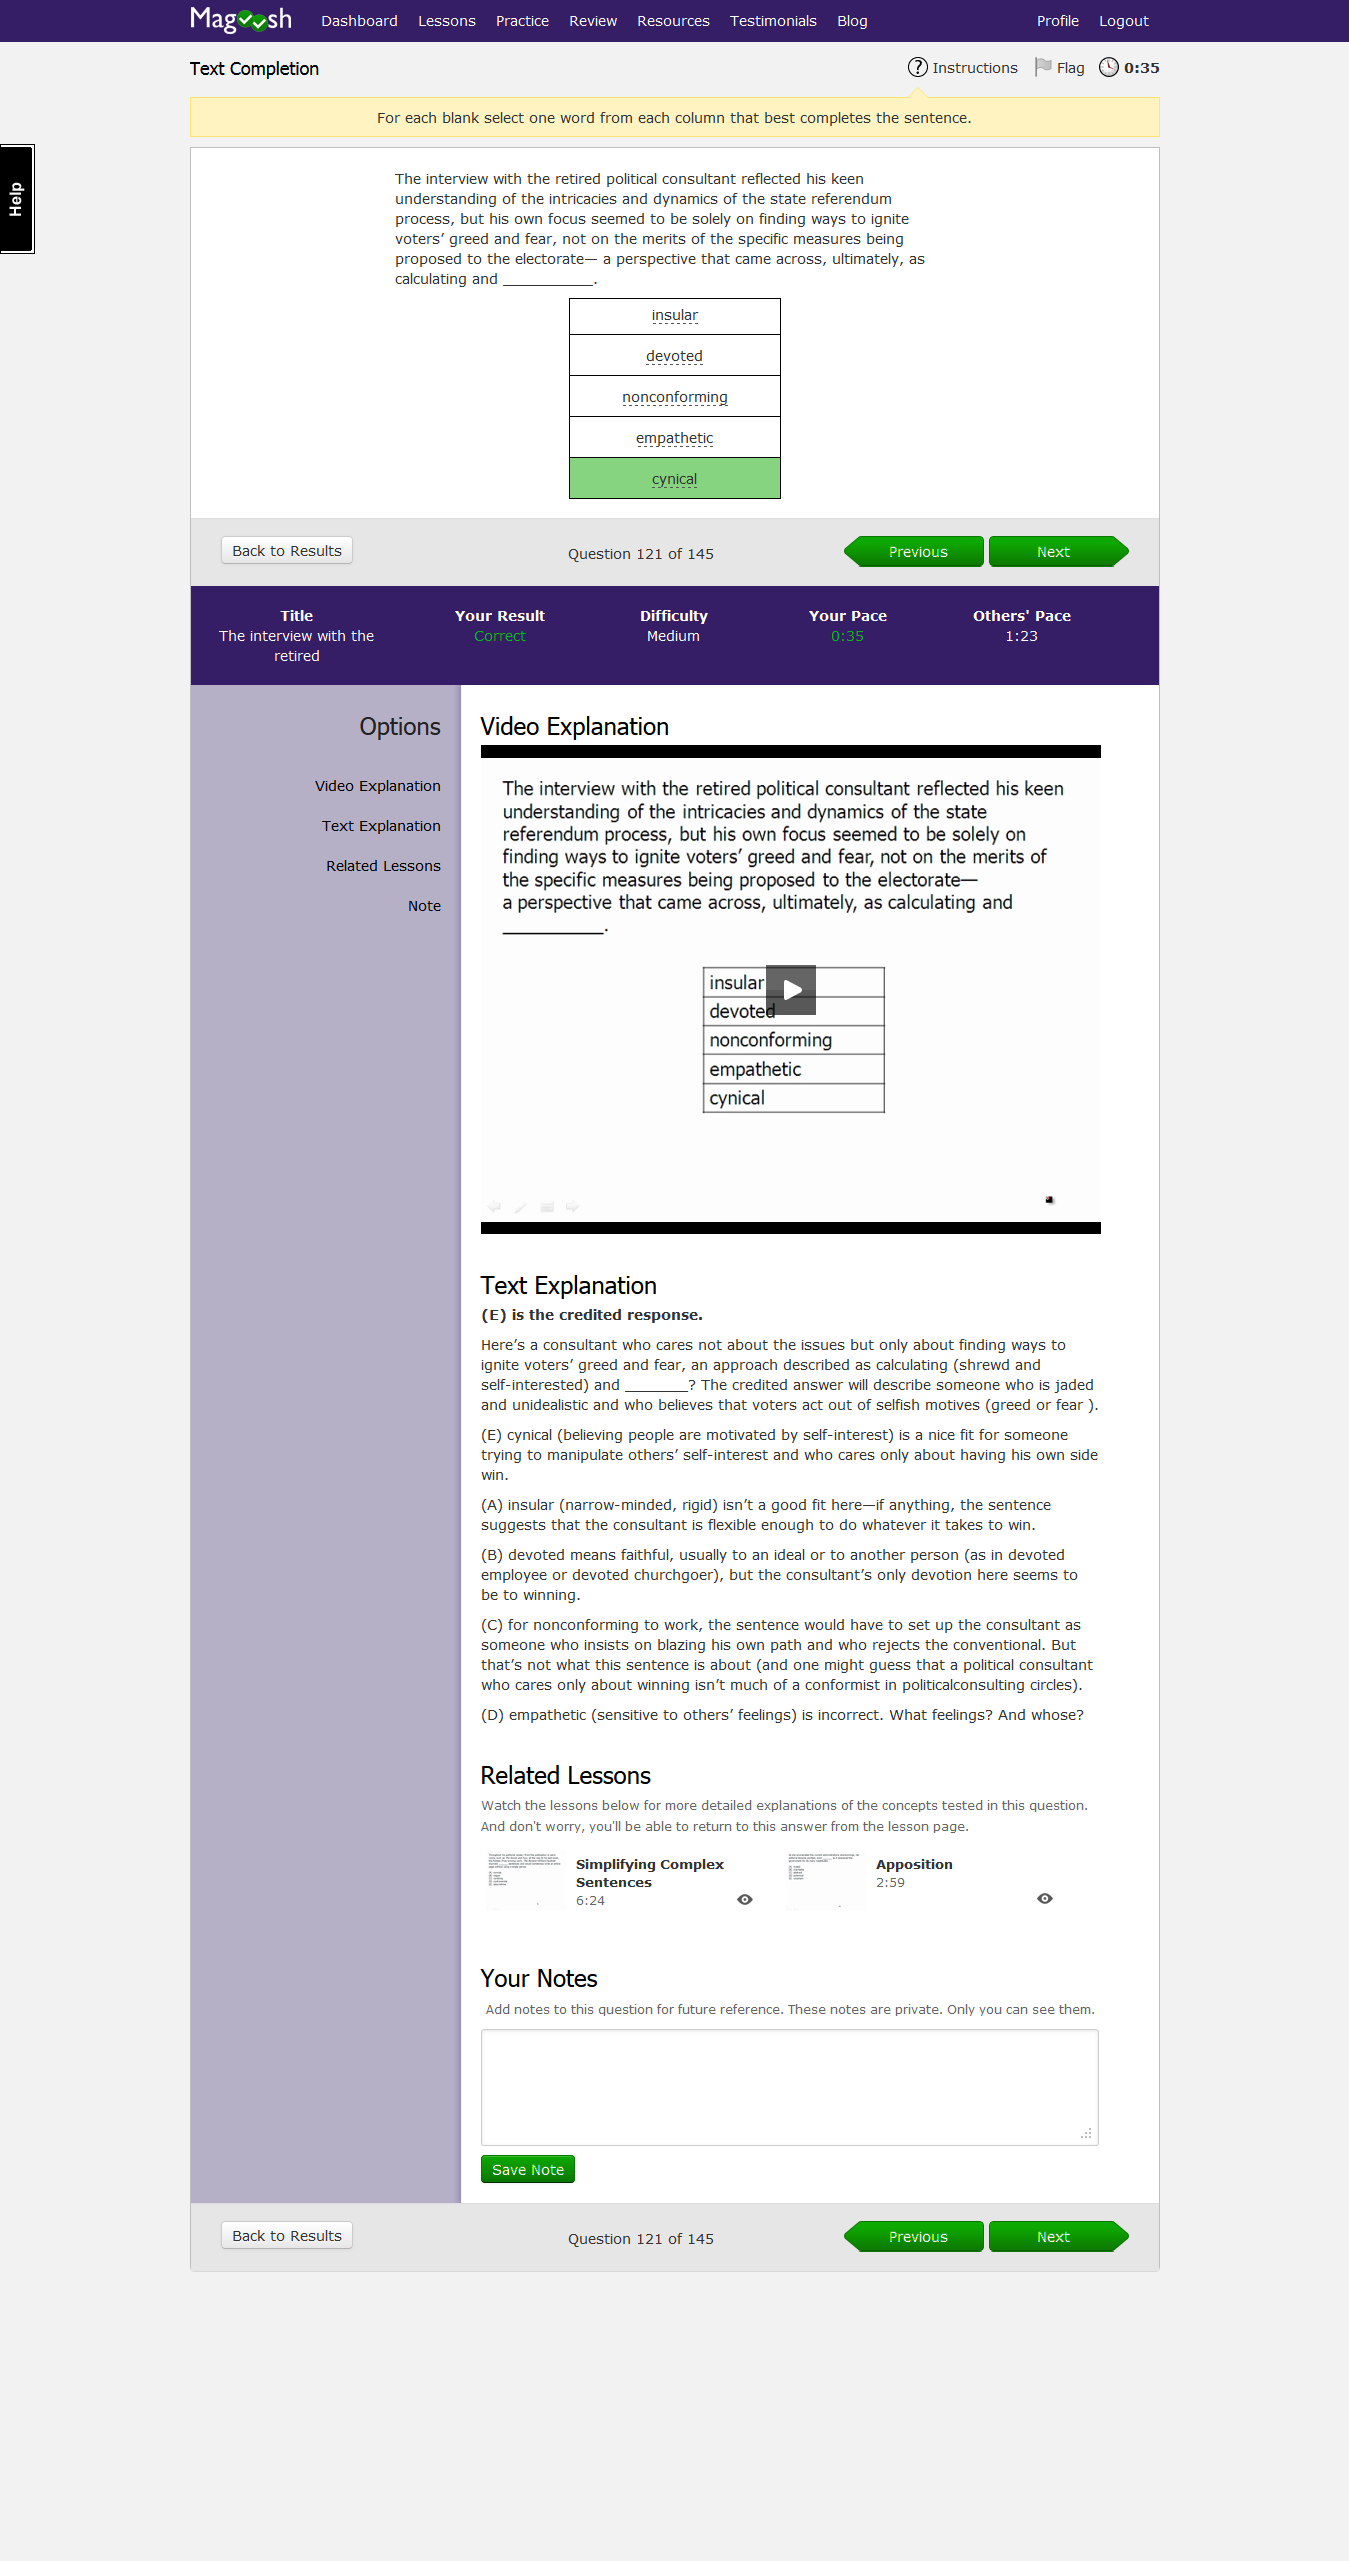 Magoosh
Dashboard Lessons Practice Review Resources Testimonials Blog Profile Logout
Text Completion
Instructions Flag 0:35
For each blank select one word from each column that best completes the sentence.
Help
The interview with the retired political consultant reflected his keen
understanding of the intricacies and dynamics of the state referendum
process, but his own focus seemed to be solely on finding ways to ignite
voters’ greed and fear, not on the merits of the specific measures being
proposed to the electorate— a perspective that came across, ultimately, as
calculating and ___________.
insular
devoted
nonconforming
empathetic
cynical
Back to Results Question 121 of 145 Previous Next
Title Your Result Difficulty Your Pace Others' Pace
The interview with the Correct Medium 0:35 1:23
retired
Options
Video Explanation
Text Explanation
Related Lessons
Note
Video Explanation
The interview with the retired political consultant reflected his keen
understanding of the intricacies and dynamics of the state
referendum process, but his own focus seemed to be solely on
finding ways to ignite voters’ greed and fear, not on the merits of
the specific measures being proposed to the electorate—
a perspective that came across, ultimately, as calculating and
__________.
insular
devoted
nonconforming
empathetic
cynical
Text Explanation
(E) is the credited response.
Here’s a consultant who cares not about the issues but only about finding ways to
ignite voters’ greed and fear, an approach described as calculating (shrewd and
self-interested) and ________? The credited answer will describe someone who is jaded
and unidealistic and who believes that voters act out of selfish motives (greed or fear ).
(E) cynical (believing people are motivated by self-interest) is a nice fit for someone
trying to manipulate others’ self-interest and who cares only about having his own side
win.
(A) insular (narrow-minded, rigid) isn’t a good fit here—if anything, the sentence
suggests that the consultant is flexible enough to do whatever it takes to win.
(B) devoted means faithful, usually to an ideal or to another person (as in devoted
employee or devoted churchgoer), but the consultant’s only devotion here seems to
be to winning.
(C) for nonconforming to work, the sentence would have to set up the consultant as
someone who insists on blazing his own path and who rejects the conventional. But
that’s not what this sentence is about (and one might guess that a political consultant
who cares only about winning isn’t much of a conformist in politicalconsulting circles).
(D) empathetic (sensitive to others’ feelings) is incorrect. What feelings? And whose?
Related Lessons
Watch the lessons below for more detailed explanations of the concepts tested in this question.
And don't worry, you'll be able to return to this answer from the lesson page.
Simplifying Complex
Sentences
6:24
Apposition
2:59
Your Notes
Add notes to this question for future reference. These notes are private. Only you can see them.
Save Note
Back to Results Question 121 of 145 Previous Next